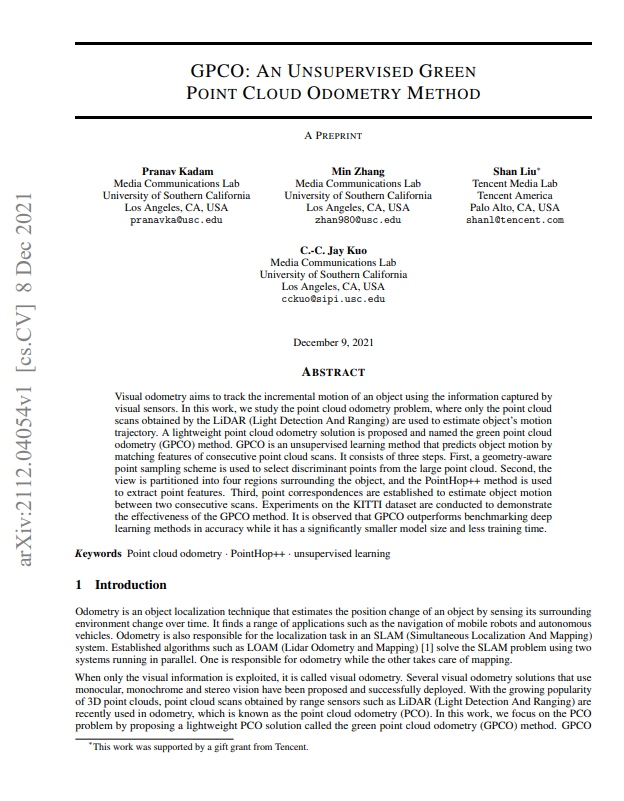 GPCO: AN UNSUPERVISED GREEN
POINT CLOUD ODOMETRY METHOD
A PREPRINT
Pranav Kadam
Media Communications Lab
University of Southern California
Los Angeles, CA, USA
pranavka@usc.edu
Min Zhang
Media Communications Lab
University of Southern California
Los Angeles, CA, USA
zhan980@usc.edu
Shan Liu*
Tencent Media Lab
Tencent America
Palo Alto, CA, USA
shanl@tencent.com
C.-C. Jay Kuo
Media Communications Lab
University of Southern California
Los Angeles, CA, USA
cckuo@sipi.usc.edu
arXiv:2112.04054v1 [cs.CV] 8 Dec 2021
December 9, 2021
ABSTRACT
Visual odometry aims to track the incremental motion of an object using the information captured by
visual sensors. In this work, we study the point cloud odometry problem, where only the point cloud
scans obtained by the LiDAR (Light Detection And Ranging) are used to estimate object's motion
trajectory. A lightweight point cloud odometry solution is proposed and named the green point cloud
odometry (GPCO) method. GPCO is an unsupervised learning method that predicts object motion by
matching features of consecutive point cloud scans. It consists of three steps. First, a geometry-aware
point sampling scheme is used to select discriminant points from the large point cloud. Second, the
view is partitioned into four regions surrounding the object, and the PointHop++ method is used
to extract point features. Third, point correspondences are established to estimate object motion
between two consecutive scans. Experiments on the KITTI dataset are conducted to demonstrate
the effectiveness of the GPCO method. It is observed that GPCO outperforms benchmarking deep
learning methods in accuracy while it has a significantly smaller model size and less training time.
Keywords Point cloud odometry · PointHop++ · unsupervised learning
1 Introduction
Odometry is an object localization technique that estimates the position change of an object by sensing its surrounding
environment change over time. It finds a range of applications such as the navigation of mobile robots and autonomous
vehicles. Odometry is also responsible for the localization task in an SLAM (Simultaneous Localization And Mapping)
system. Established algorithms such as LOAM (Lidar Odometry and Mapping) [1] solve the SLAM problem using two
systems running in parallel. One is responsible for odometry while the other takes care of mapping.
When only the visual information is exploited, it is called visual odometry. Several visual odometry solutions that use
monocular, monochrome and stereo vision have been proposed and successfully deployed. With the growing popularity
of 3D point clouds, point cloud scans obtained by range sensors such as LiDAR (Light Detection And Ranging) are
recently used in odometry, which is known as the point cloud odometry (PCO). In this work, we focus on the PCO
problem by proposing a lightweight PCO solution called the green point cloud odometry (GPCO) method. GPCO
*This work was supported by a gift grant from Tencent.